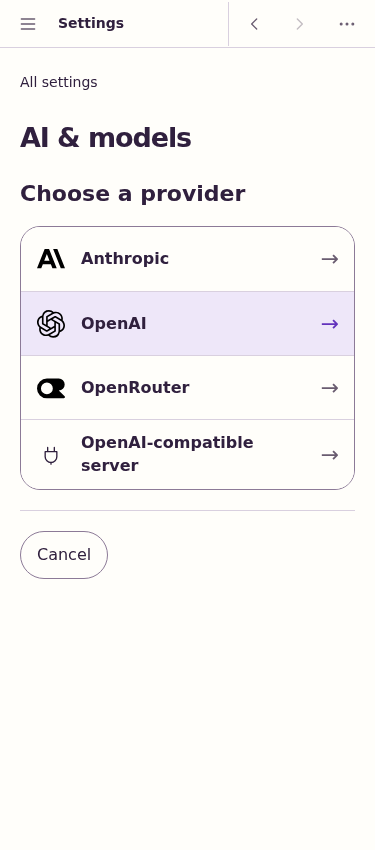 Settings
All settings
AI & models
Choose a provider
Anthropic
OpenAI
OpenRouter
OpenAI-compatible
server
Cancel